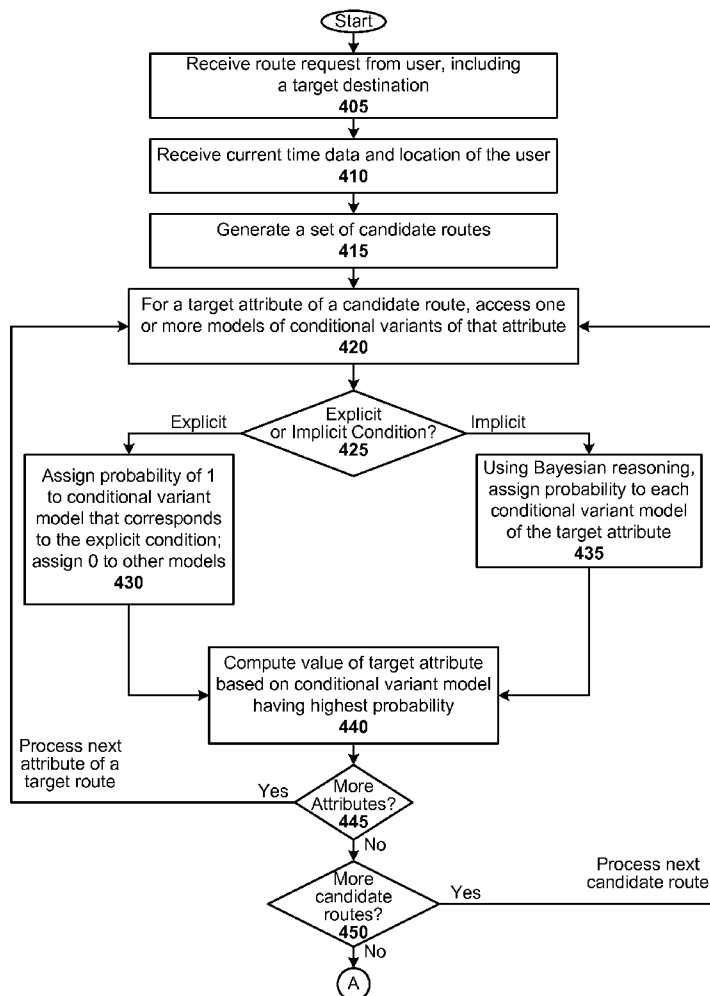 Start
Receive route request from user, including
a target destination
405
Receive current time data and location of the user
410
Generate a set of candidate routes
415
For a target attribute of a candidate route, access one
or more models of conditional variants of that attribute
420
Explicit
or Implicit Condition?
425
Explicit
Implicit
Assign probability of 1
to conditional variant
model that corresponds
to the explicit condition;
assign 0 to other models
430
Using Bayesian reasoning,
assign probability to each
conditional variant model
of the target attribute
435
Compute value of target attribute
based on conditional variant model
having highest probability
440
Process next
attribute of a
target route
Yes
More
Attributes?
445
No
More
candidate
routes?
450
Yes
Process next
candidate route
No
A